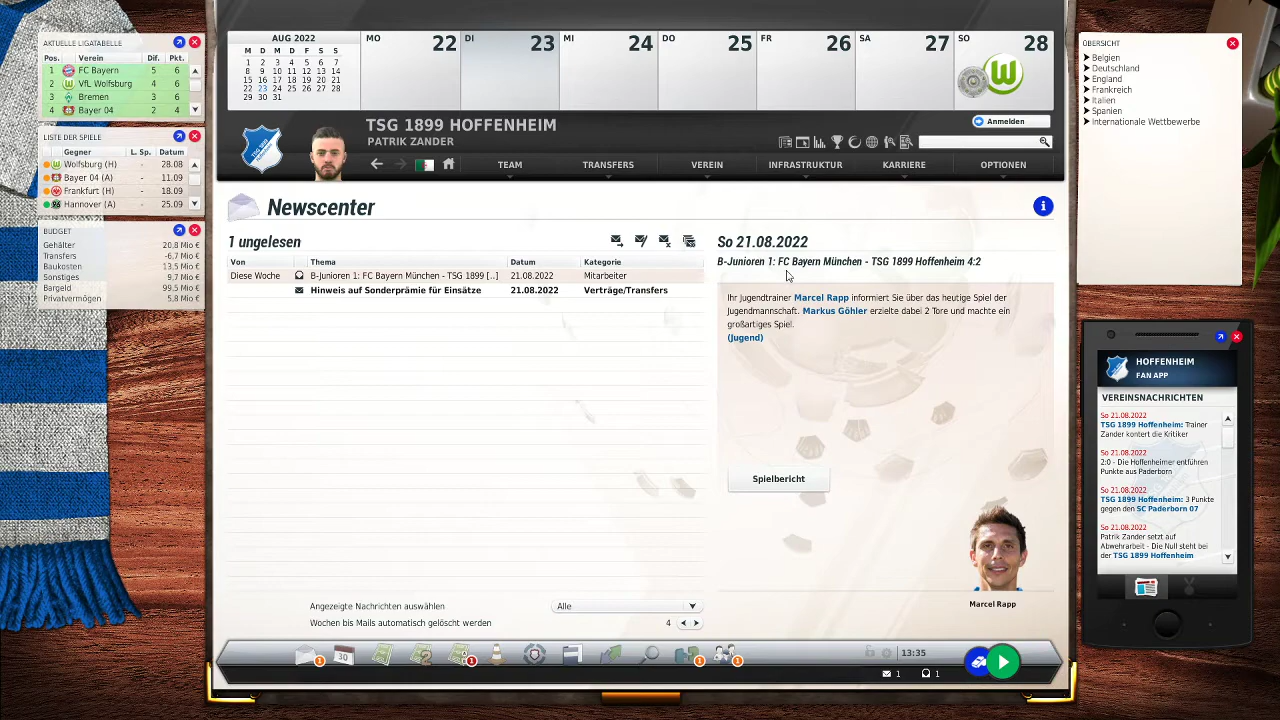 AKTUELLE LIGATABELLE
Pos. Verein Dif. Pkt.
1 FC Bayern 5 6
2 VfL Wolfsburg 4 6
3 Bremen 3 6
4 Bayer 04 2 4
LISTE DER SPIELE
Gegner L. Sp. Datum
Wolfsburg (H) - 28.08
Bayer 04 (A) - 11.09
Frankfurt (H) - 18.09
Hannover (A) - 25.09
BUDGET
Gehälter 20.8 Mio €
Transfers -6,7 Mio €
Baukosten 13.5 Mio €
Sonstiges 9.7 Mio €
Bargeld 99.5 Mio €
Privatvermögen 5.8 Mio €
AUG 2022
M D M D F S S
1 2 3 4 5 6 7
8 9 10 11 12 13 14
15 16 17 18 19 20 21
22 23 24 25 26 27 28
29 30 31
MO 22
DI 23
MI 24
DO 25
FR 26
SA 27
SO 28
Anmelden
TSG 1899 HOFFENHEIM
PATRIK ZANDER
TEAM TRANSFERS VEREIN INFRASTRUKTUR KARRIERE OPTIONEN
Newscenter
1 ungelesen
Von Thema Datum Kategorie
Diese Woche B-Junioren 1: FC Bayern München - TSG 1899 [..] 21.08.2022 Mitarbeiter
Hinweis auf Sonderprämie für Einsätze 21.08.2022 Verträge/Transfers
Angezeigte Nachrichten auswählen Alle
Wochen bis Mails automatisch gelöscht werden 4
So 21.08.2022
B-Junioren 1: FC Bayern München - TSG 1899 Hoffenheim 4:2
Ihr Jugendtrainer Marcel Rapp informiert Sie über das heutige Spiel der
Jugendmannschaft. Markus Göhler erzielte dabei 2 Tore und machte ein
großartiges Spiel.
(Jugend)
Spielbericht
Marcel Rapp
30
1
2
1
1
1
13:35
1
1
ÜBERSICHT
Belgien
Deutschland
England
Frankreich
Italien
Spanien
Internationale Wettbewerbe
HOFFENHEIM
FAN APP
VEREINSNACHRICHTEN
So 21.08.2022
TSG 1899 Hoffenheim: Trainer
Zander kontert die Kritiker
So 21.08.2022
2:0 - Die Hoffenheimer entführen
Punkte aus Paderborn
So 21.08.2022
TSG 1899 Hoffenheim: 3 Punkte
gegen den SC Paderborn 07
So 21.08.2022
Patrik Zander setzt auf
Abwehrarbeit - Die Null steht bei
der TSG 1899 Hoffenheim